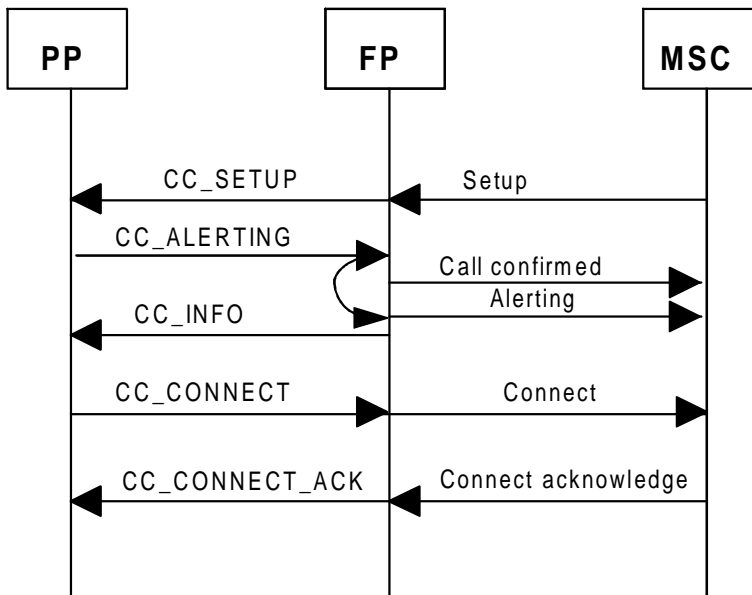 PP
FP
MSC
CC_SETUP
Setup
CC_ALERTING
Call confirmed
Alerting
CC_INFO
CC_CONNECT
Connect
CC_CONNECT_ACK
Connect acknowledge